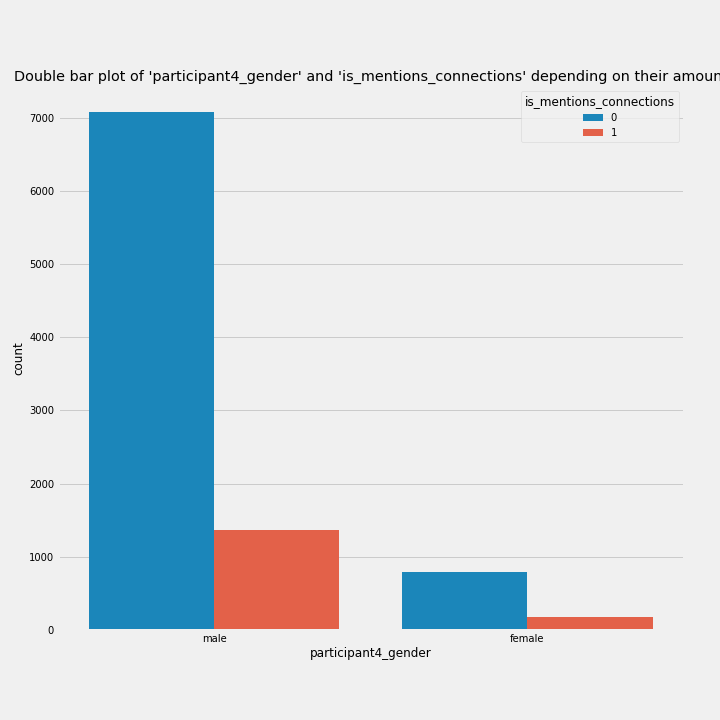 Double bar plot of 'participant4_gender' and 'is_mentions_connections' depending on their amoun
is_mentions_connections
0
1
7000
6000
5000
4000
3000
2000
1000
0
count
male
female
participant4_gender